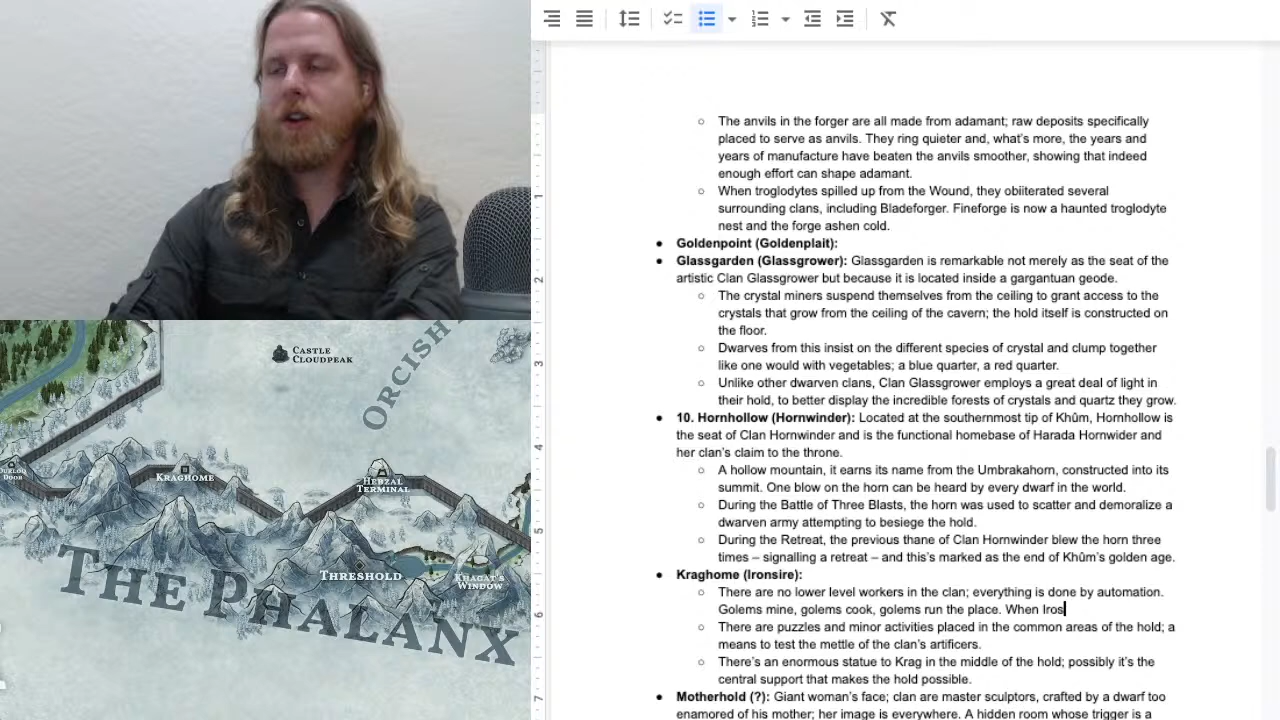 The anvils in the forger are all made from adamant; raw deposits specifically
placed to serve as anvils. They ring quieter and, what's more, the years and
years of manufacture have beaten the anvils smoother, showing that indeed
enough effort can shape adamant.
When troglodytes spilled up from the Wound, they obliterated several
surrounding clans, including Bladeforger. Fineforge is now a haunted troglodyte
nest and the forge ashen cold.
Goldenpoint (Goldenplait):
Glassgarden (Glassgrower): Glassgarden is remarkable not merely as the seat of the
artistic Clan Glassgrower but because it is located inside a gargantuan geode.
The crystal miners suspend themselves from the ceiling to grant access to the
crystals that grow from the ceiling of the cavern; the hold itself is constructed on
the floor.
Dwarves from this insist on the different species of crystal and clump together
like one would with vegetables; a blue quarter, a red quarter.
Unlike other dwarven clans, Clan Glassgrower employs a great deal of light in
their hold, to better display the incredible forests of crystals and quartz they grow.
10. Hornhollow (Hornwinder): Located at the southernmost tip of Khûm, Hornhollow is
the seat of Clan Hornwinder and is the functional homebase of Harada Hornwider and
her clan's claim to the throne.
A hollow mountain, it earns its name from the Umbrakahorn, constructed into its
summit. One blow on the horn can be heard by every dwarf in the world.
During the Battle of Three Blasts, the horn was used to scatter and demoralize a
dwarven army attempting to besiege the hold.
During the Retreat, the previous thane of Clan Hornwinder blew the horn three
times – signalling a retreat – and this's marked as the end of Khûm's golden age.
Kraghome (Ironsire):
There are no lower level workers in the clan; everything is done by automation.
Golems mine, golems cook, golems run the place. When Iros
There are puzzles and minor activities placed in the common areas of the hold; a
means to test the mettle of the clan's artificers.
There's an enormous statue to Krag in the middle of the hold; possibly it's the
central support that makes the hold possible.
Motherhold (?): Giant woman's face; clan are master sculptors, crafted by a dwarf too
enamored of his mother; her image is everywhere. A hidden room whose trigger is a
1
2
3
4
5
6
7
Castle
Cloudpeak
Orcish
Door
Kraghome
Hebzal
Terminal
Threshold
Khagat's
Window
The Phalanx